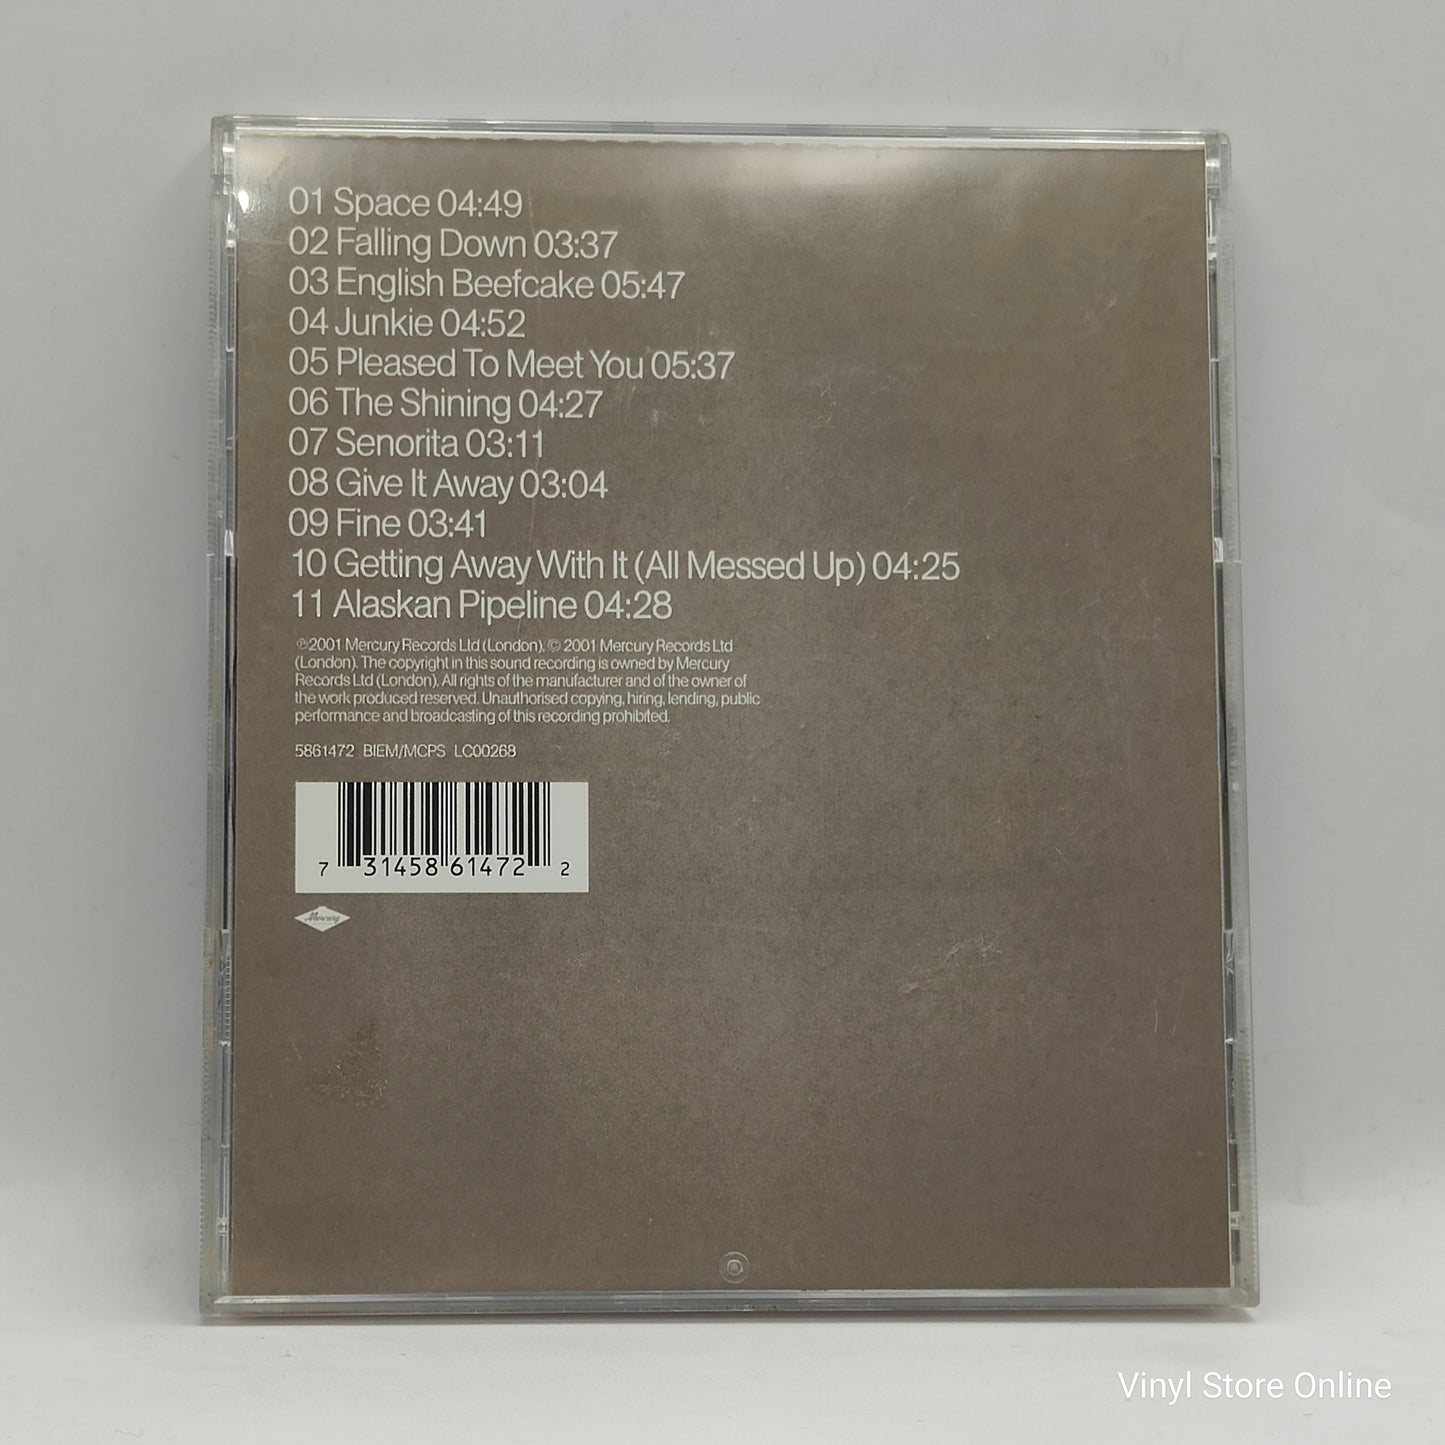 01 Space 04:49
02 Falling Down 03:37
03 English Beefcake 05:47
04 Junkie 04:52
05 Pleased To Meet You 05:37
06 The Shining 04:27
07 Senorita 03:11
08 Give It Away 03:04
09 Fine 03:41
10 Getting Away With It (All Messed Up) 04:25
11 Alaskan Pipeline 04:28
℗2001 Mercury Records Ltd (London). © 2001 Mercury Records Ltd
(London). The copyright in this sound recording is owned by Mercury
Records Ltd (London). All rights of the manufacturer and of the owner of
the work produced reserved. Unauthorised copying, hiring, lending, public
performance and broadcasting of this recording prohibited.
5861472 BIEM/MCPS LC00268
7 31458 61472 2
Mercury
Vinyl Store Online